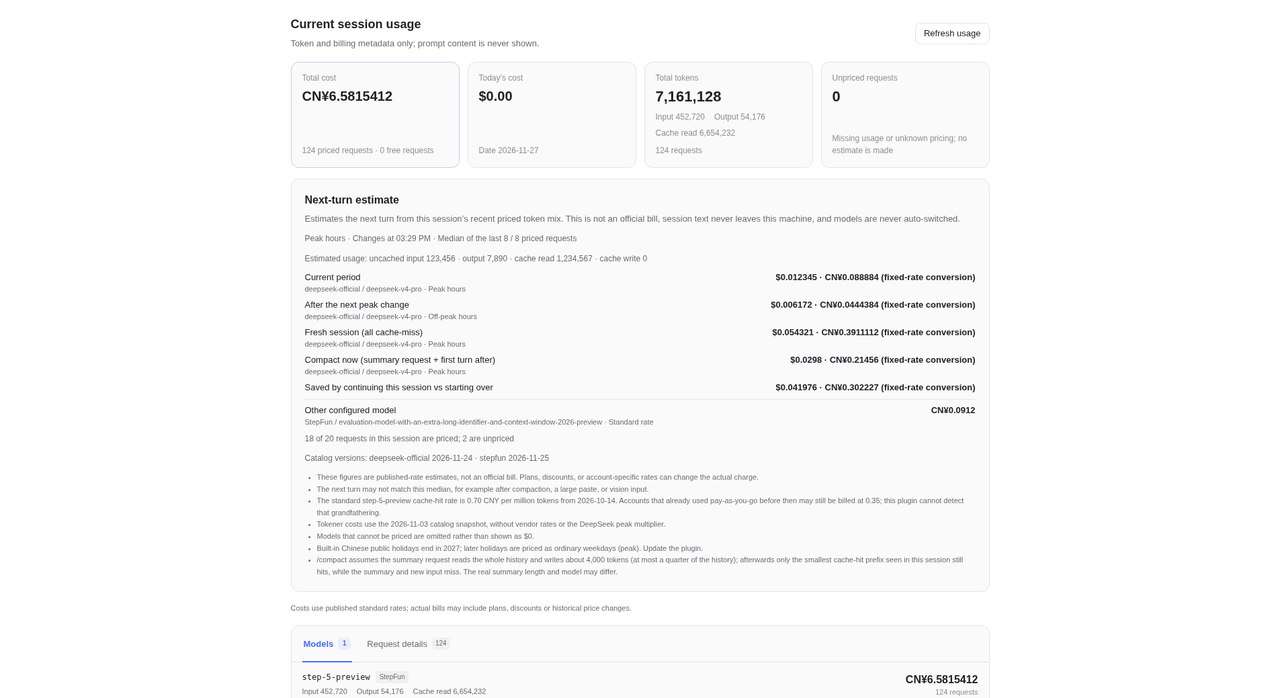 Current session usage
Token and billing metadata only; prompt content is never shown.
Refresh usage
Total cost
CN¥6.5815412
124 priced requests · 0 free requests
Today's cost
$0.00
Date 2026-11-27
Total tokens
7,161,128
Input 452,720 Output 54,176
Cache read 6,654,232
124 requests
Unpriced requests
0
Missing usage or unknown pricing; no
estimate is made
Next-turn estimate
Estimates the next turn from this session's recent priced token mix. This is not an official bill, session text never leaves this machine, and models are never auto-switched.
Peak hours · Changes at 03:29 PM · Median of the last 8 / 8 priced requests
Estimated usage: uncached input 123,456 · output 7,890 · cache read 1,234,567 · cache write 0
Current period $0.012345 · CN¥0.088884 (fixed-rate conversion)
deepseek-official / deepseek-v4-pro · Peak hours
After the next peak change $0.006172 · CN¥0.0444384 (fixed-rate conversion)
deepseek-official / deepseek-v4-pro · Off-peak hours
Fresh session (all cache-miss) $0.054321 · CN¥0.3911112 (fixed-rate conversion)
deepseek-official / deepseek-v4-pro · Peak hours
Compact now (summary request + first turn after) $0.0298 · CN¥0.21456 (fixed-rate conversion)
deepseek-official / deepseek-v4-pro · Peak hours
Saved by continuing this session vs starting over $0.041976 · CN¥0.302227 (fixed-rate conversion)
Other configured model CN¥0.0912
StepFun / evaluation-model-with-an-extra-long-identifier-and-context-window-2026-preview · Standard rate
18 of 20 requests in this session are priced; 2 are unpriced
Catalog versions: deepseek-official 2026-11-24 · stepfun 2026-11-25
• These figures are published-rate estimates, not an official bill. Plans, discounts, or account-specific rates can change the actual charge.
• The next turn may not match this median, for example after compaction, a large paste, or vision input.
• The standard step-5-preview cache-hit rate is 0.70 CNY per million tokens from 2026-10-14. Accounts that already used pay-as-you-go before then may still be billed at 0.35; this plugin cannot detect
that grandfathering.
• Tokener costs use the 2026-11-03 catalog snapshot, without vendor rates or the DeepSeek peak multiplier.
• Models that cannot be priced are omitted rather than shown as $0.
• Built-in Chinese public holidays end in 2027; later holidays are priced as ordinary weekdays (peak). Update the plugin.
• /compact assumes the summary request reads the whole history and writes about 4,000 tokens (at most a quarter of the history); afterwards only the smallest cache-hit prefix seen in this session still
hits, while the summary and new input miss. The real summary length and model may differ.
Costs use published standard rates; actual bills may include plans, discounts or historical price changes.
Models 1 Request details 124
step-5-preview StepFun CN¥6.5815412
Input 452,720 Output 54,176 Cache read 6,654,232 124 requests